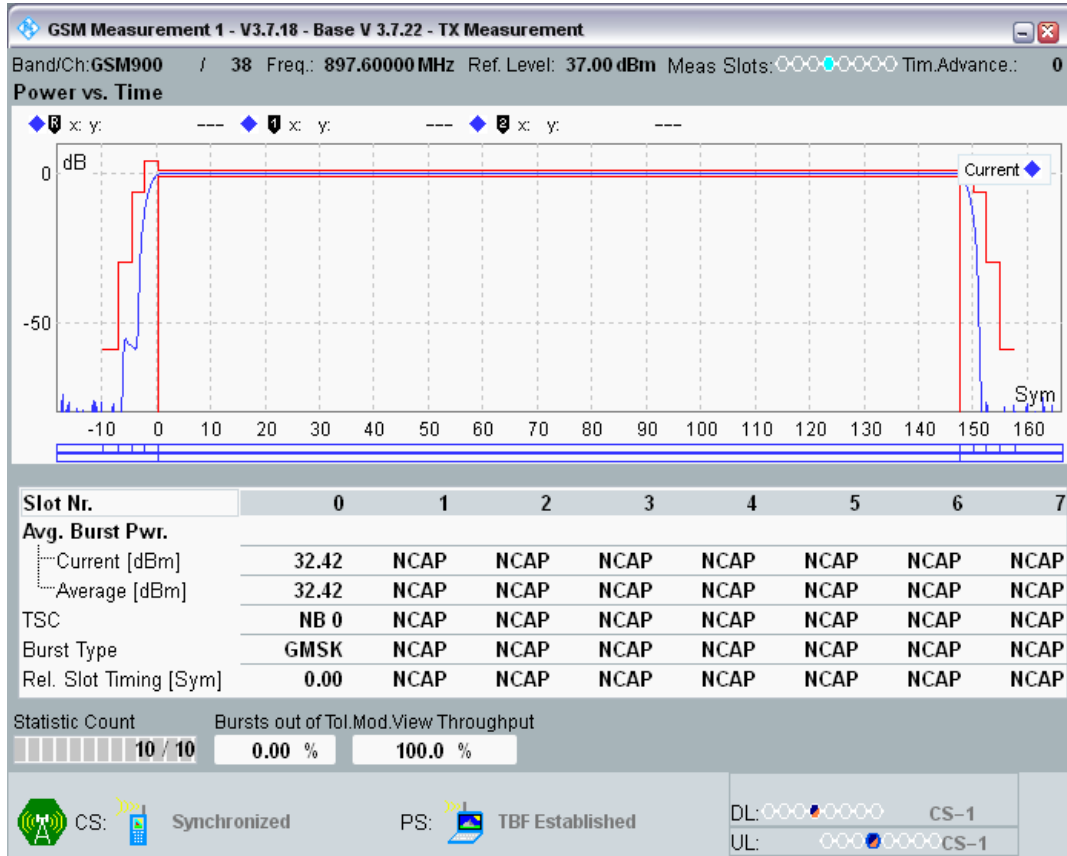 GSM Measurement 1 - V3.7.18 - Base V 3.7.22 - TX Measurement
Band/Ch:GSM900 / 38 Freq.: 897.60000 MHz Ref. Level: 37.00 dBm Meas Slots: Tim.Advance.: 0
Power vs. Time
R x: y: --- 1 x: y: --- 2 x: y: ---
dB
Current
0
-50
Sym
-10 0 10 20 30 40 50 60 70 80 90 100 110 120 130 140 150 160
Slot Nr. 0 1 2 3 4 5 6 7
Avg. Burst Pwr.
Current [dBm] 32.42 NCAP NCAP NCAP NCAP NCAP NCAP NCAP
Average [dBm] 32.42 NCAP NCAP NCAP NCAP NCAP NCAP NCAP
TSC NB 0 NCAP NCAP NCAP NCAP NCAP NCAP NCAP
Burst Type GMSK NCAP NCAP NCAP NCAP NCAP NCAP NCAP
Rel. Slot Timing [Sym] 0.00 NCAP NCAP NCAP NCAP NCAP NCAP NCAP
Statistic Count Bursts out of Tol.Mod.View Throughput
10 / 10 0.00 % 100.0 %
CS: Synchronized PS: TBF Established DL: CS-1
UL: CS-1